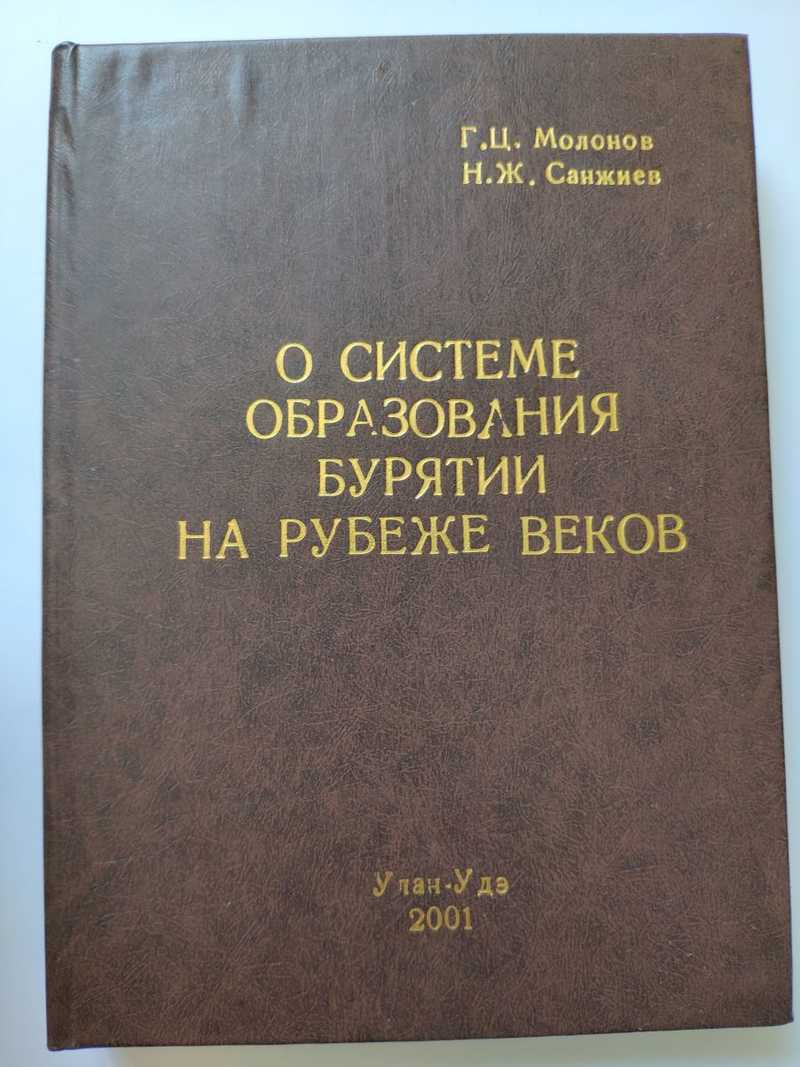 Г.Ц. Молонов
Н.Ж. Санжиев
О СИСТЕМЕ
ОБРАЗОВАНИЯ
БУРЯТИИ
НА РУБЕЖЕ ВЕКОВ
Улан-Удэ
2001